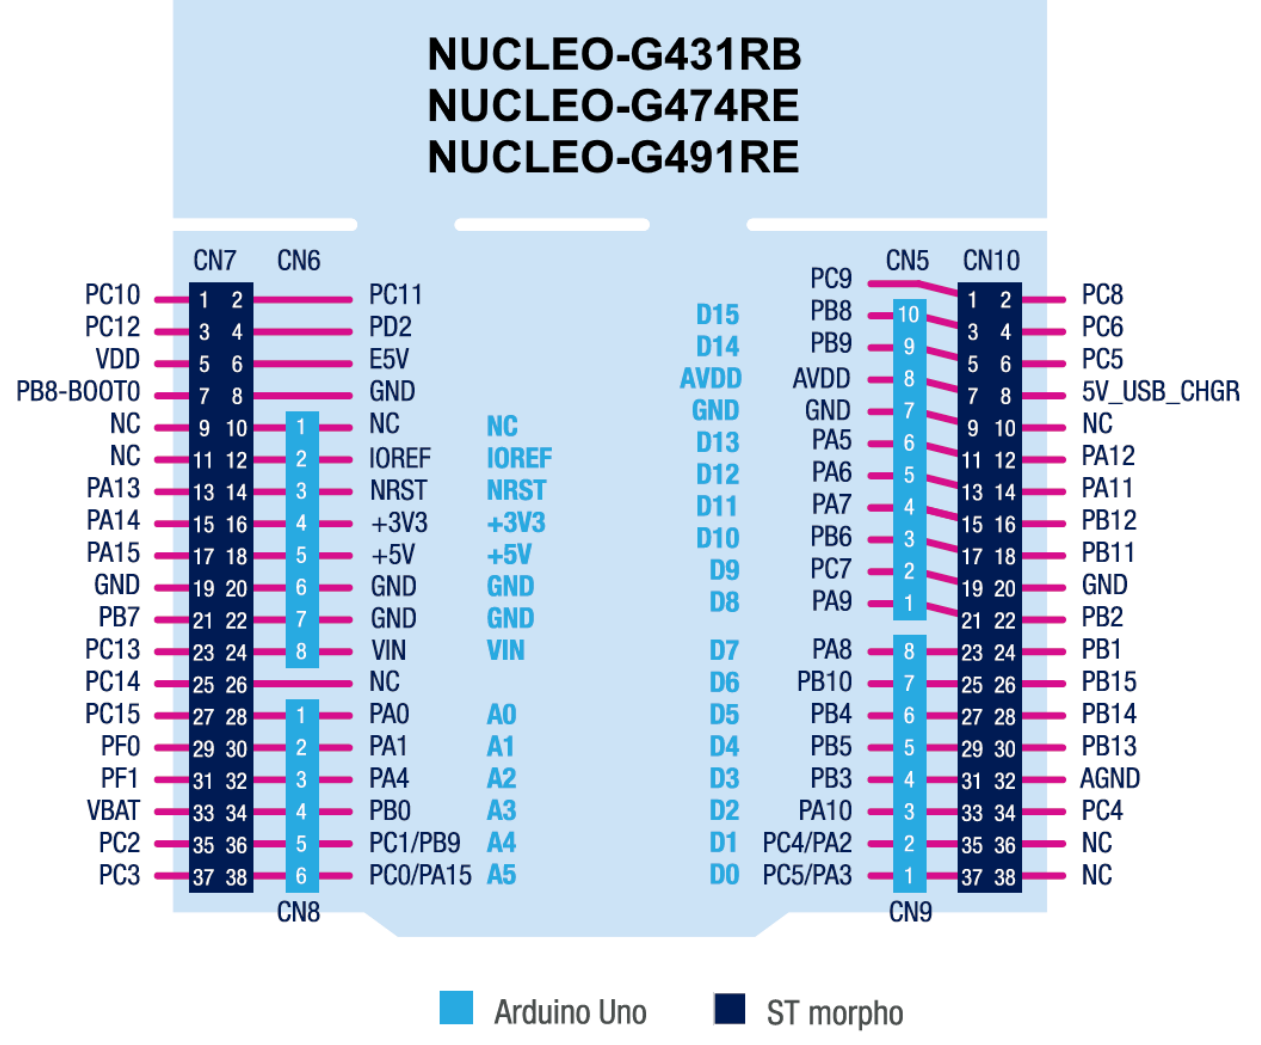 NUCLEO-G431RB
NUCLEO-G474RE
NUCLEO-G491RE
CN7 CN6 CN5 CN10
PC9
PC10 1 2 PC11 1 2 PC8
D15 PB8 10
PC12 3 4 PD2 3 4 PC6
D14 PB9 9
VDD 5 6 E5V 5 6 PC5
AVDD AVDD 8
PB8-BOOT0 7 8 GND 7 8 5V_USB_CHGR
GND GND 7
NC 9 10 1 NC NC 9 10 NC
D13 PA5 6
NC 11 12 2 IOREF IOREF 11 12 PA12
D12 PA6 5
PA13 13 14 3 NRST NRST 13 14 PA11
D11 PA7 4
PA14 15 16 4 +3V3 +3V3 15 16 PB12
D10 PB6 3
PA15 17 18 5 +5V +5V 17 18 PB11
D9 PC7 2
GND 19 20 6 GND GND 19 20 GND
D8 PA9 1
PB7 21 22 7 GND GND 21 22 PB2
PC13 23 24 8 VIN VIN D7 PA8 8 23 24 PB1
PC14 25 26 NC D6 PB10 7 25 26 PB15
PC15 27 28 1 PA0 A0 D5 PB4 6 27 28 PB14
PF0 29 30 2 PA1 A1 D4 PB5 5 29 30 PB13
PF1 31 32 3 PA4 A2 D3 PB3 4 31 32 AGND
VBAT 33 34 4 PB0 A3 D2 PA10 3 33 34 PC4
PC2 35 36 5 PC1/PB9 A4 D1 PC4/PA2 2 35 36 NC
PC3 37 38 6 PC0/PA15 A5 D0 PC5/PA3 1 37 38 NC
CN8 CN9
Arduino Uno ST morpho